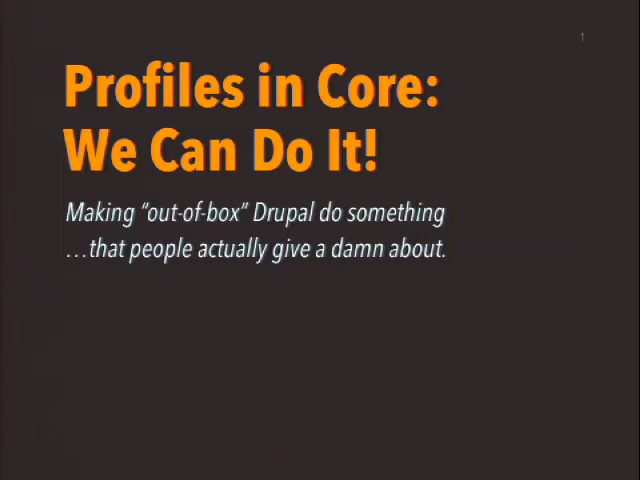 1
Profiles in Core:
We Can Do It!
Making “out-of-box” Drupal do something
…that people actually give a damn about.